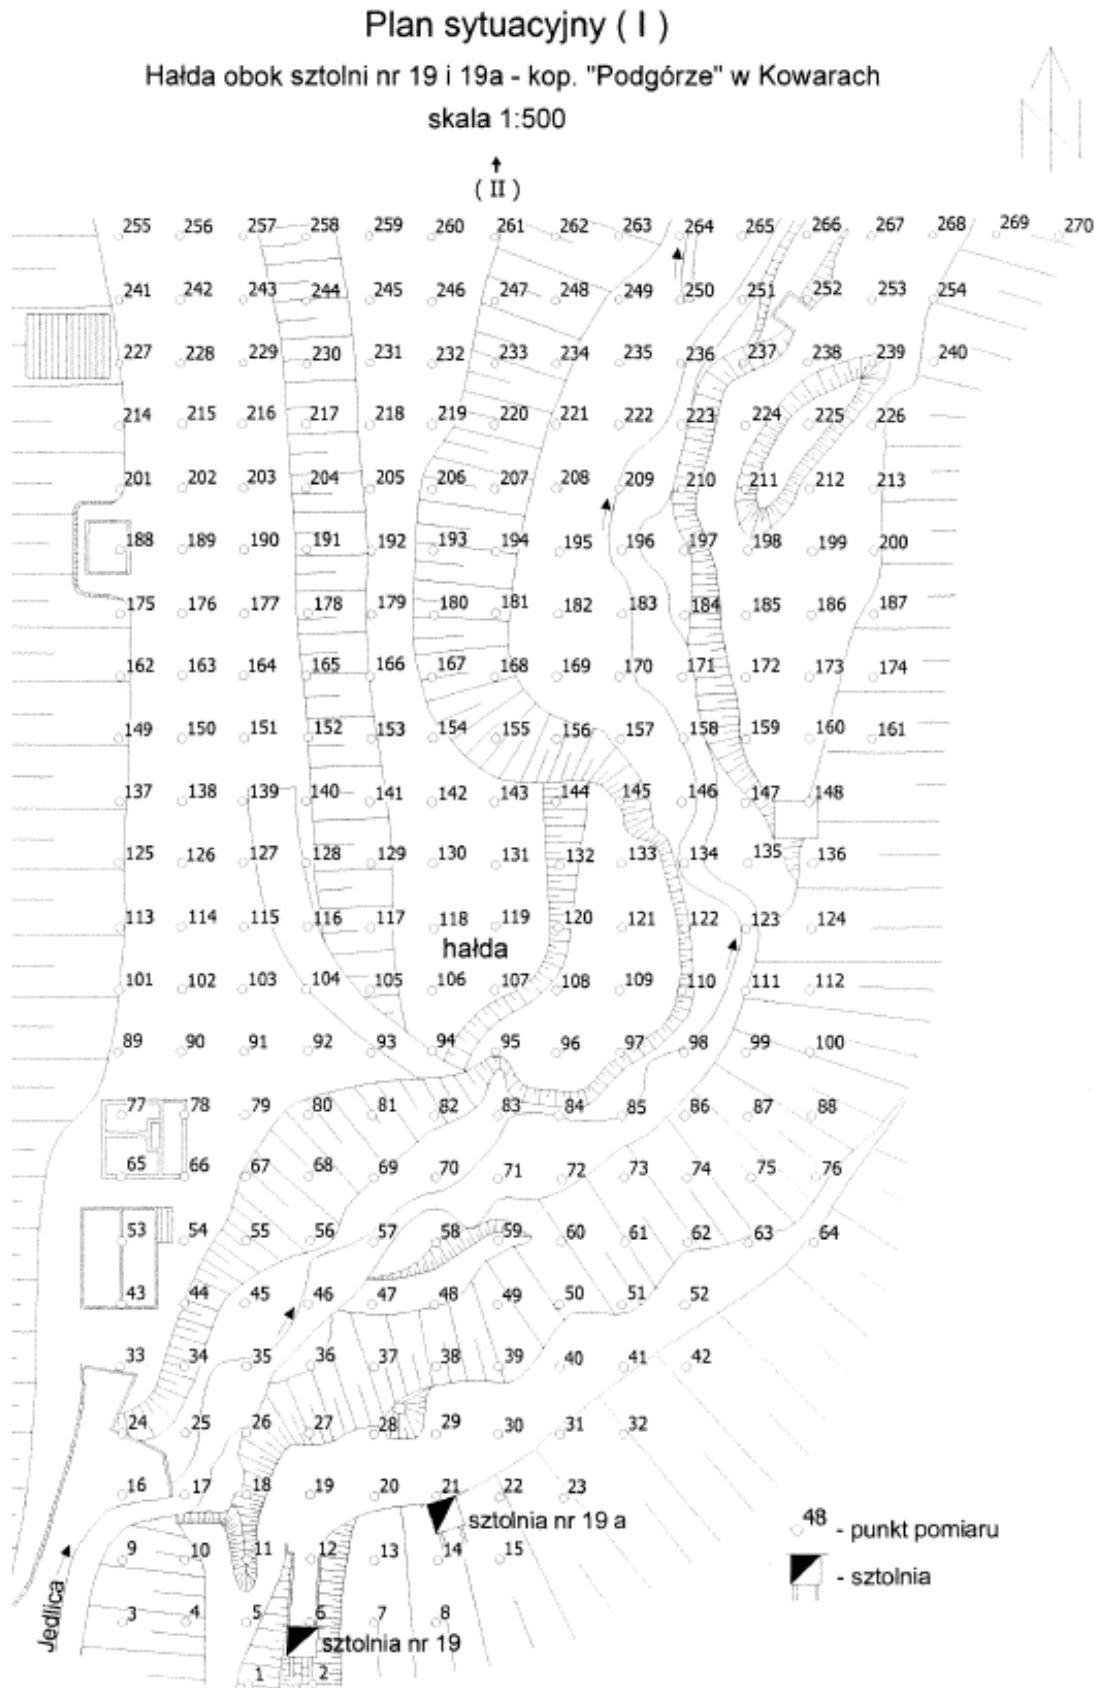 Plan sytuacyjny ( I )
Hałda obok sztolni nr 19 i 19a - kop. "Podgórze" w Kowarach
skala 1:500
( II )
255 256 257 258 259 260 261 262 263 264 265 266 267 268 269 270
241 242 243 244 245 246 247 248 249 250 251 252 253 254
227 228 229 230 231 232 233 234 235 236 237 238 239 240
214 215 216 217 218 219 220 221 222 223 224 225 226
201 202 203 204 205 206 207 208 209 210 211 212 213
188 189 190 191 192 193 194 195 196 197 198 199 200
175 176 177 178 179 180 181 182 183 184 185 186 187
162 163 164 165 166 167 168 169 170 171 172 173 174
149 150 151 152 153 154 155 156 157 158 159 160 161
137 138 139 140 141 142 143 144 145 146 147 148
125 126 127 128 129 130 131 132 133 134 135 136
113 114 115 116 117 118 119 120 121 122 123 124
hałda
101 102 103 104 105 106 107 108 109 110 111 112
89 90 91 92 93 94 95 96 97 98 99 100
77 78 79 80 81 82 83 84 85 86 87 88
65 66 67 68 69 70 71 72 73 74 75 76
53 54 55 56 57 58 59 60 61 62 63 64
43 44 45 46 47 48 49 50 51 52
33 34 35 36 37 38 39 40 41 42
24 25 26 27 28 29 30 31 32
16 17 18 19 20 21 22 23
sztolnia nr 19 a
48 - punkt pomiaru
9 10 11 12 13 14 15
- sztolnia
Jedlica
3 4 5 6 7 8
sztolnia nr 19
1 2